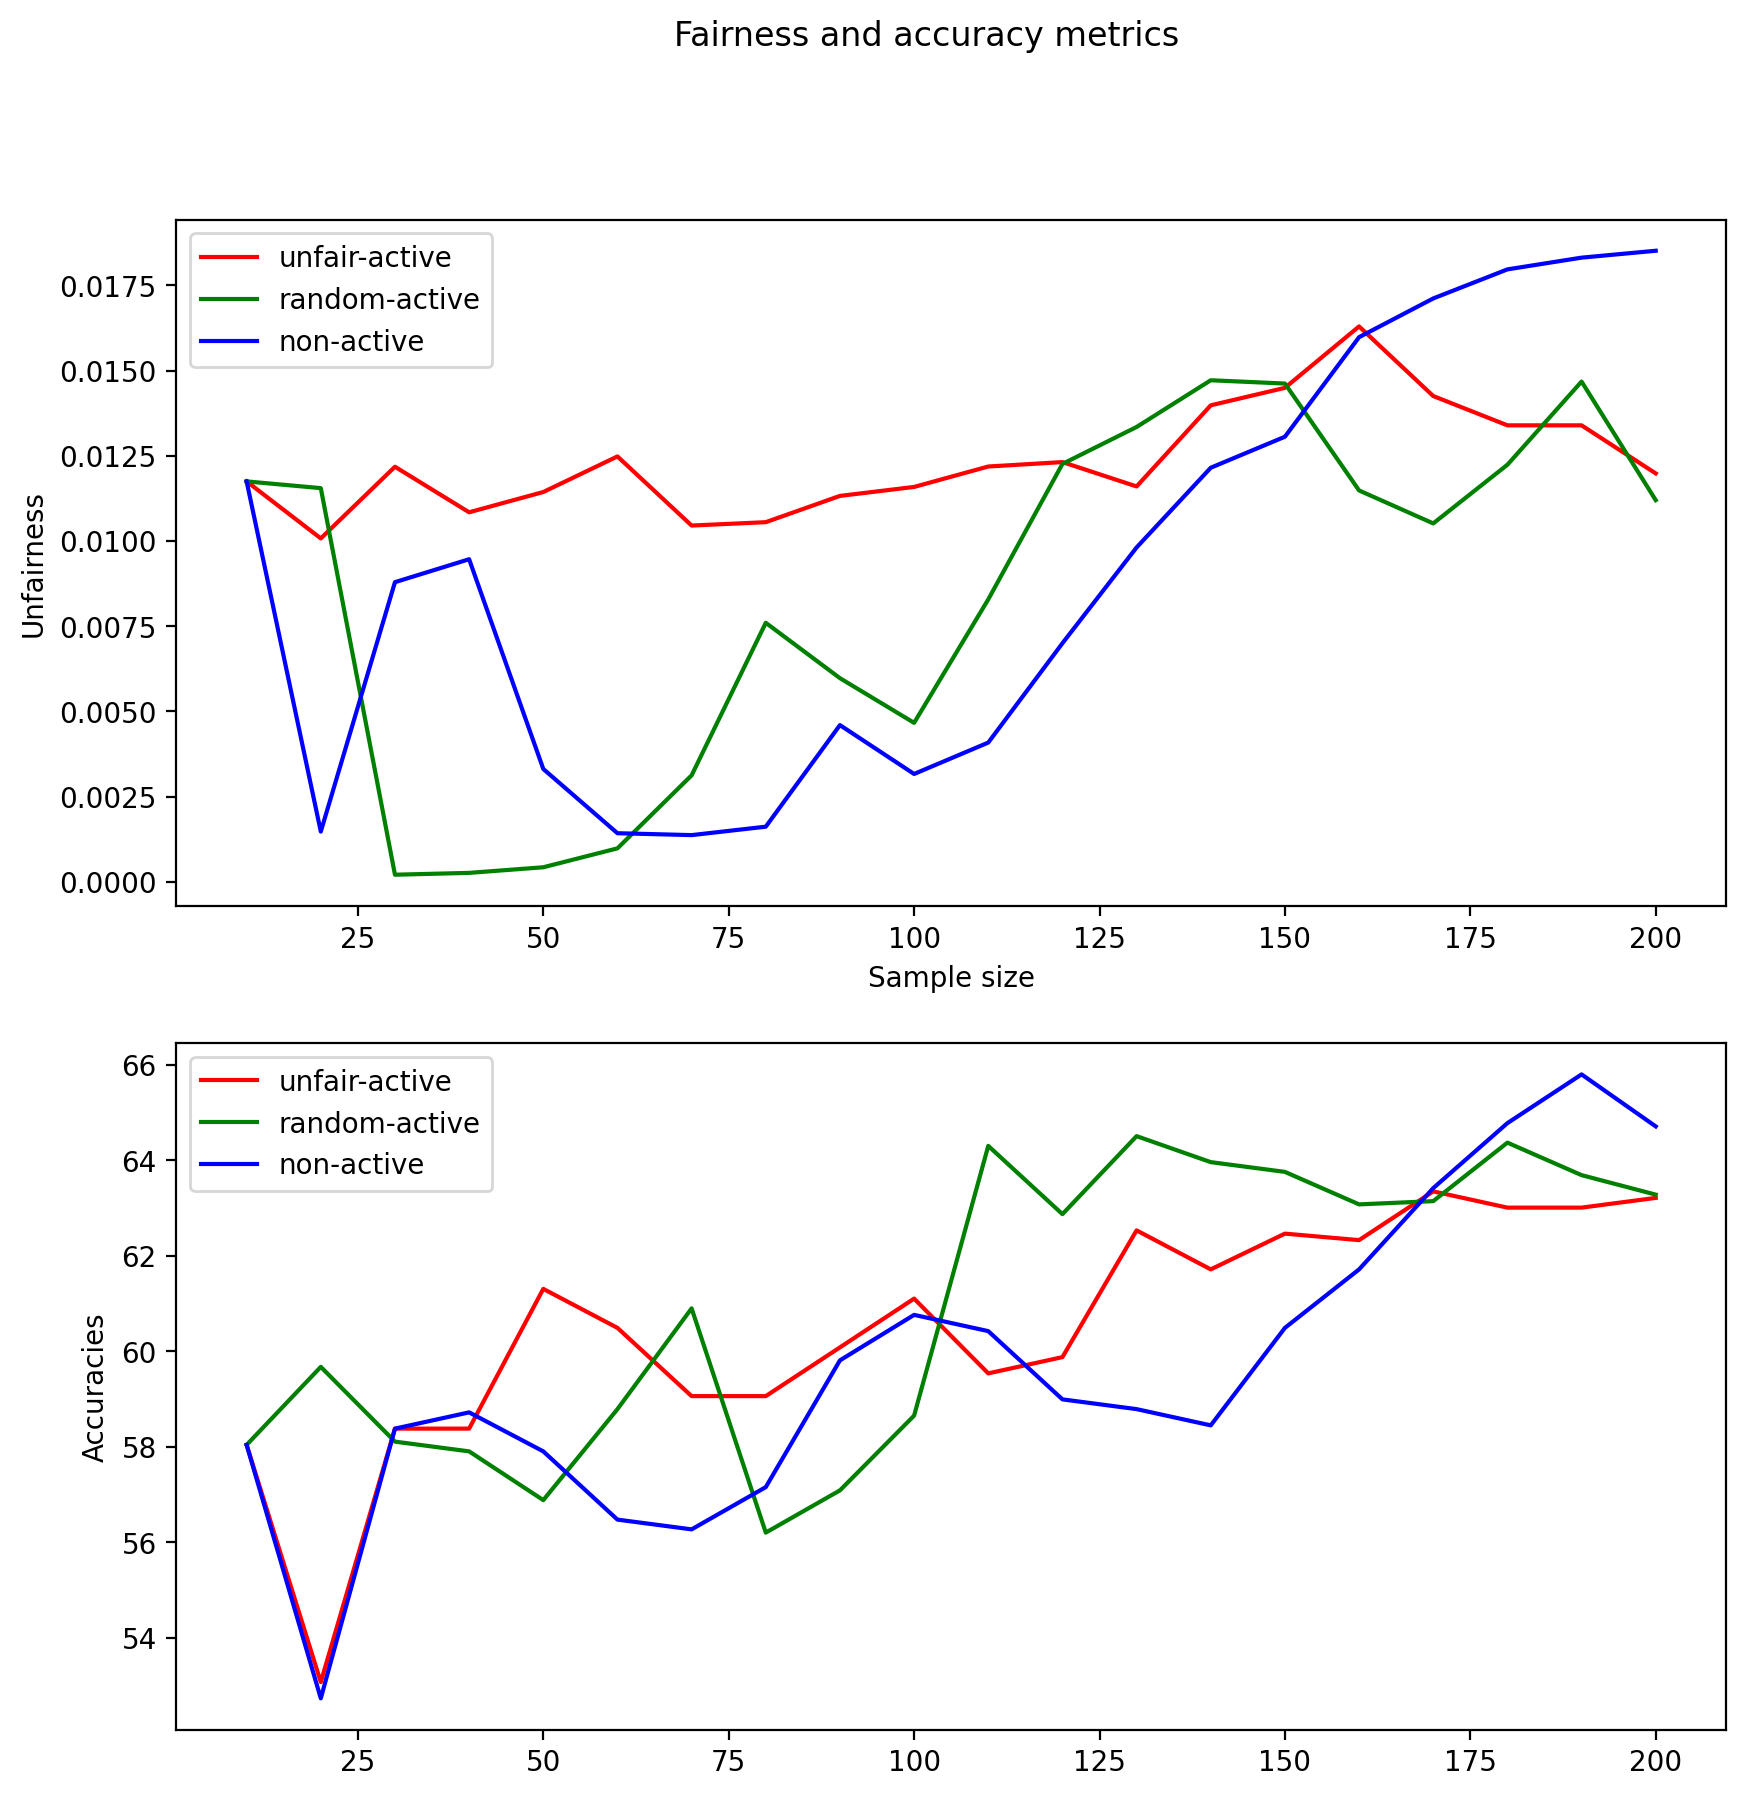 Fairness and accuracy metrics
unfair-active
random-active
non-active
0.0175
0.0150
0.0125
0.0100
0.0075
0.0050
0.0025
0.0000
Unfairness
25 50 75 100 125 150 175 200
Sample size
unfair-active
random-active
non-active
66
64
62
60
58
56
54
Accuracies
25 50 75 100 125 150 175 200